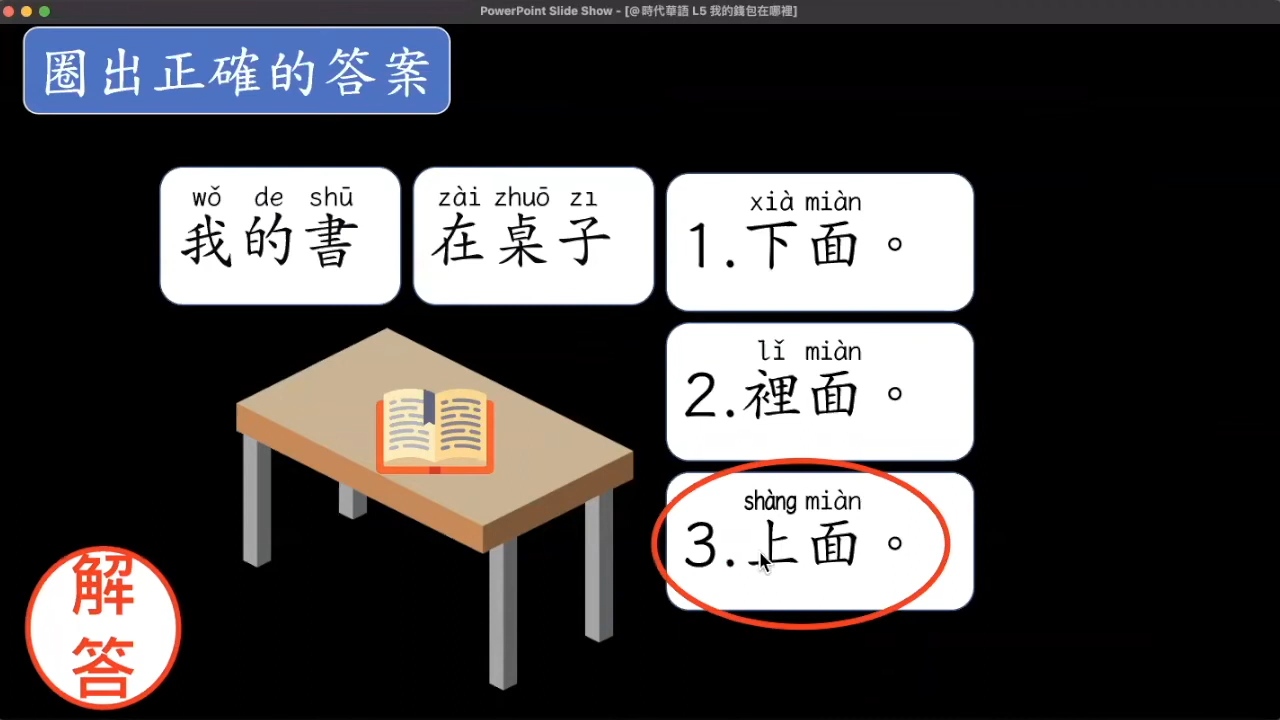 PowerPoint Slide Show - [@時代華語 L5 我的錢包在哪裡]
圈出正確的答案
wǒ de shū
我的書
zài zhuō zı
在桌子
xià miàn
1.下面。
lǐ miàn
2.裡面。
shàng miàn
3.上面。
解
答